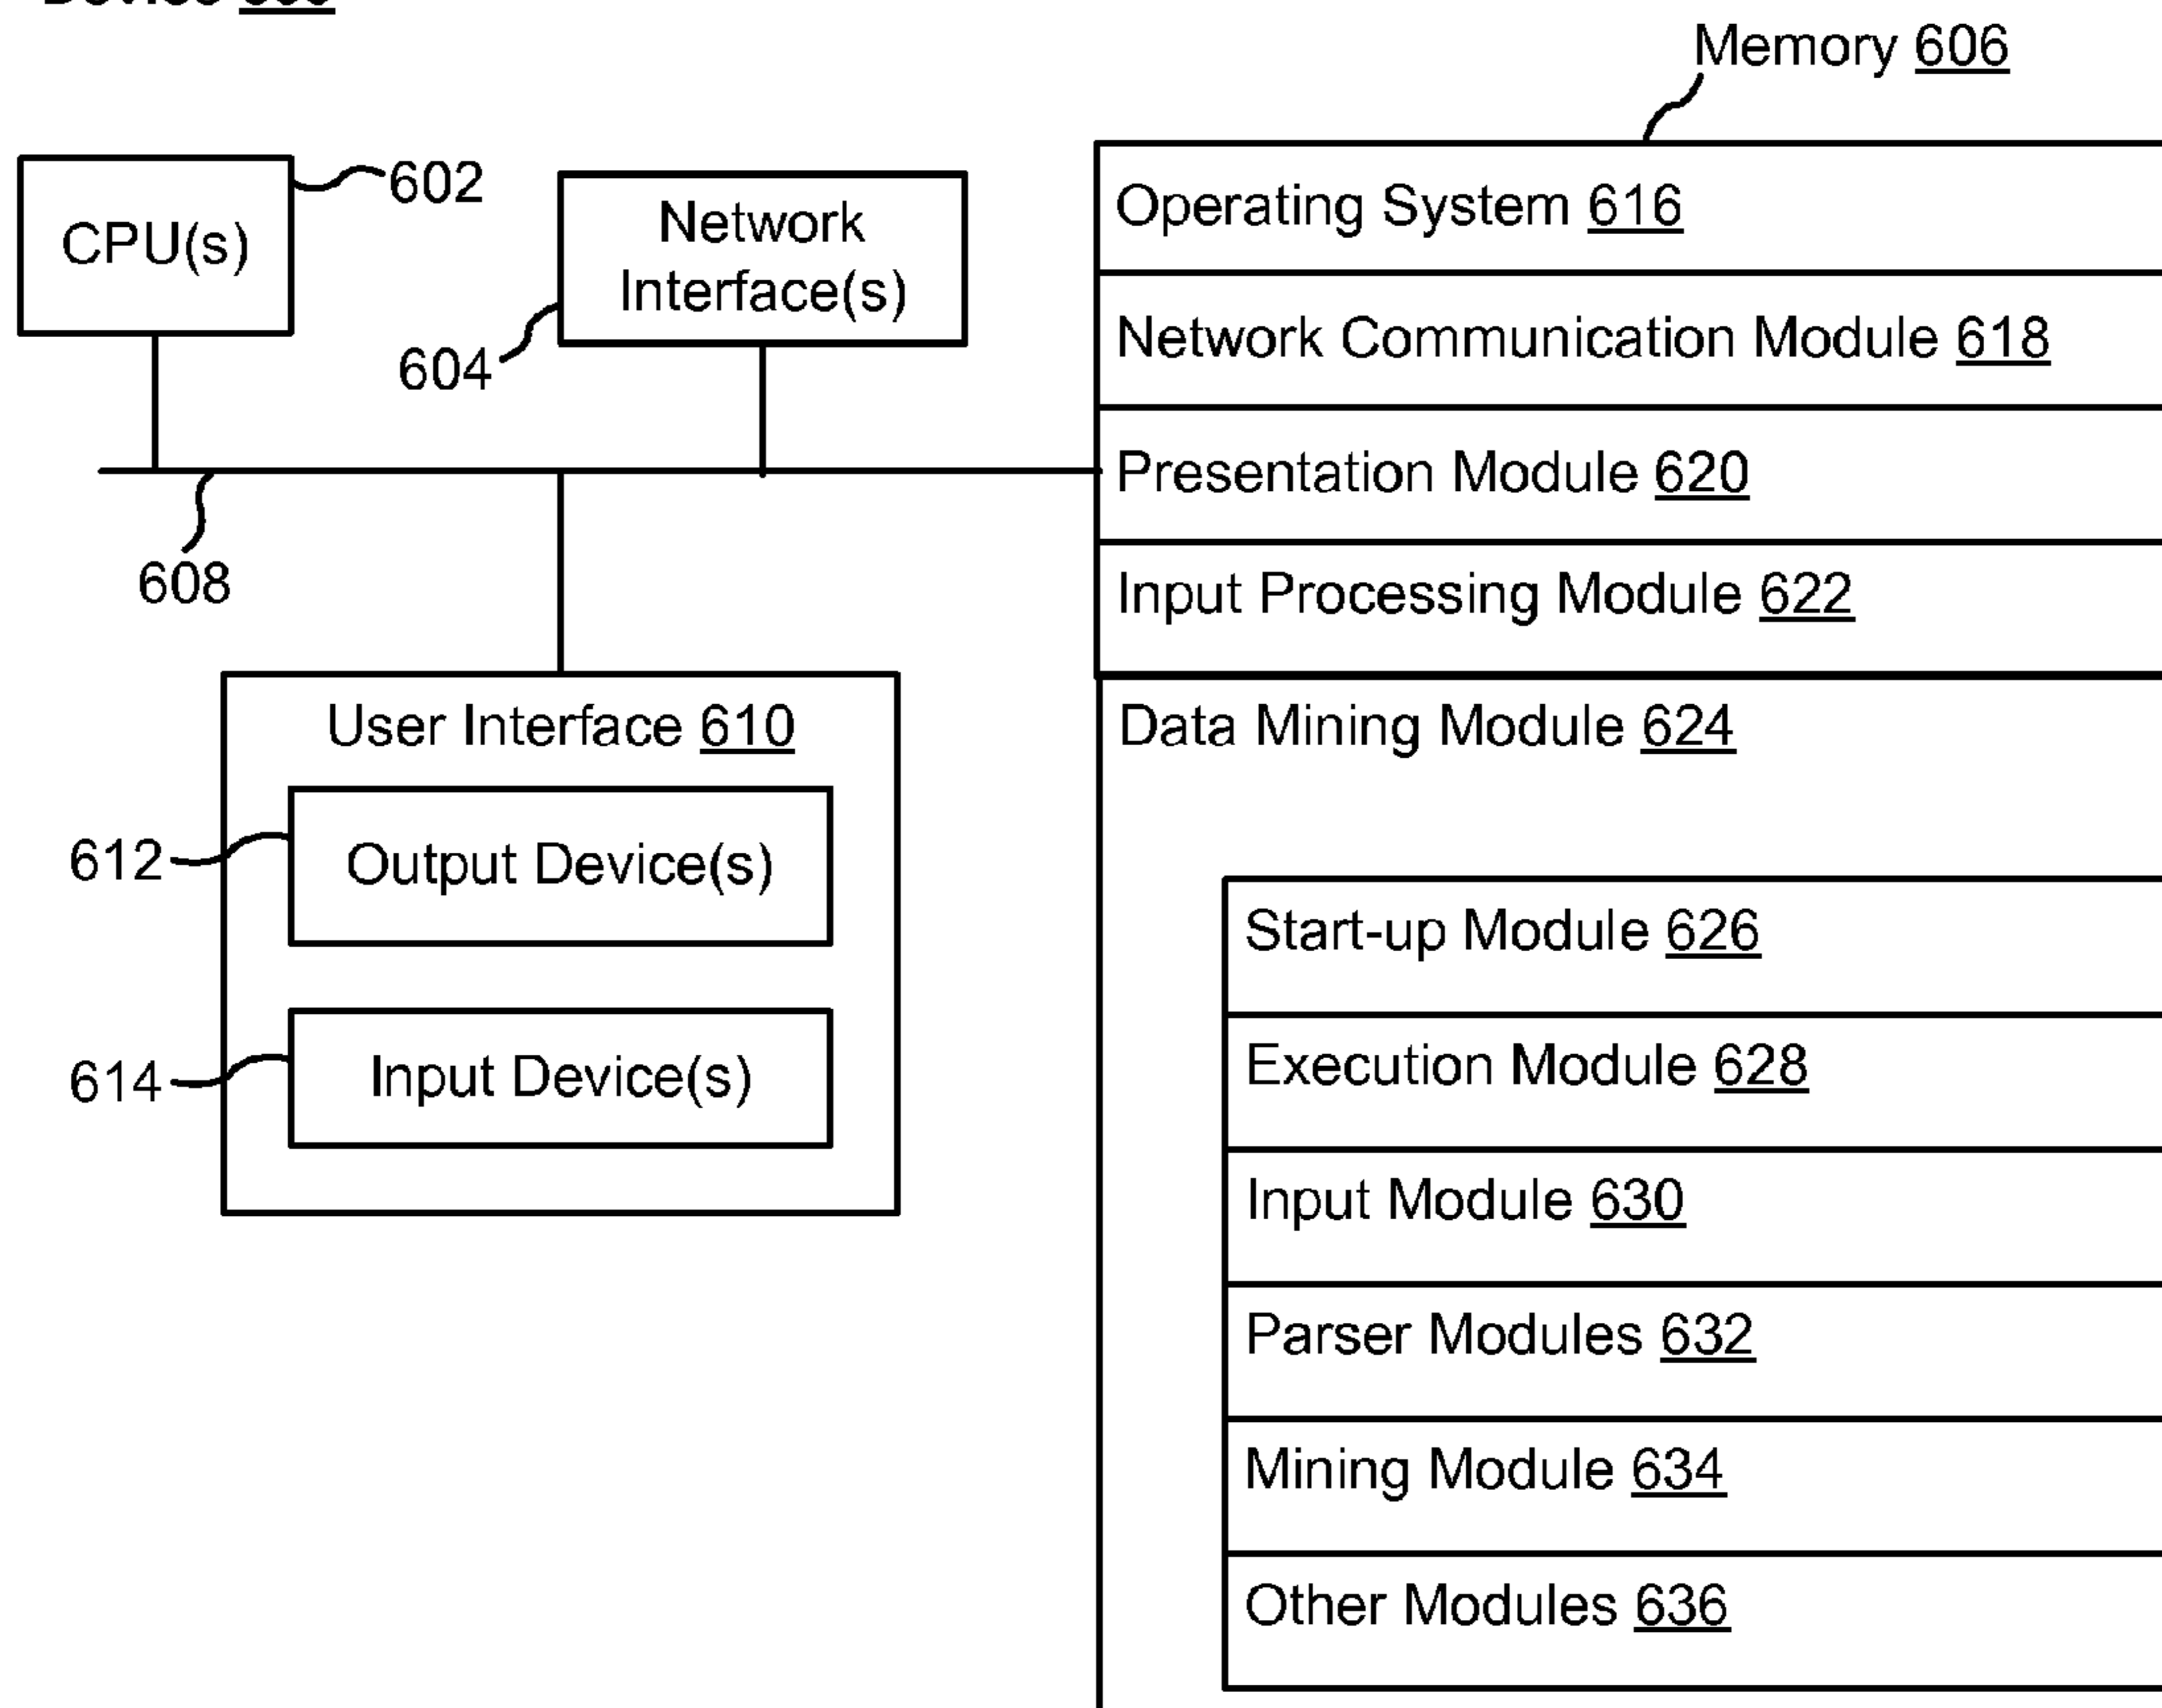 Memory 606
CPU(s)
602
Network
Interface(s)
604
608
User Interface 610
612
Output Device(s)
614
Input Device(s)
Operating System 616
Network Communication Module 618
Presentation Module 620
Input Processing Module 622
Data Mining Module 624
Start-up Module 626
Execution Module 628
Input Module 630
Parser Modules 632
Mining Module 634
Other Modules 636